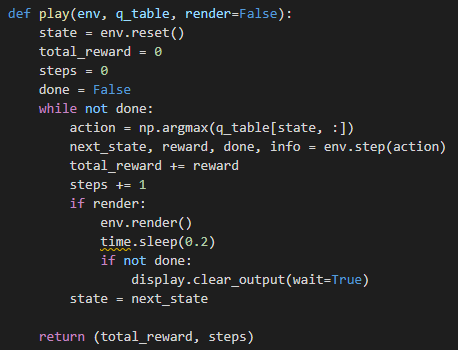 def play(env, q_table, render=False):
    state = env.reset()
    total_reward = 0
    steps = 0
    done = False
    while not done:
        action = np.argmax(q_table[state, :])
        next_state, reward, done, info = env.step(action)
        total_reward += reward
        steps += 1
        if render:
            env.render()
            time.sleep(0.2)
            if not done:
                display.clear_output(wait=True)
        state = next_state

    return (total_reward, steps)